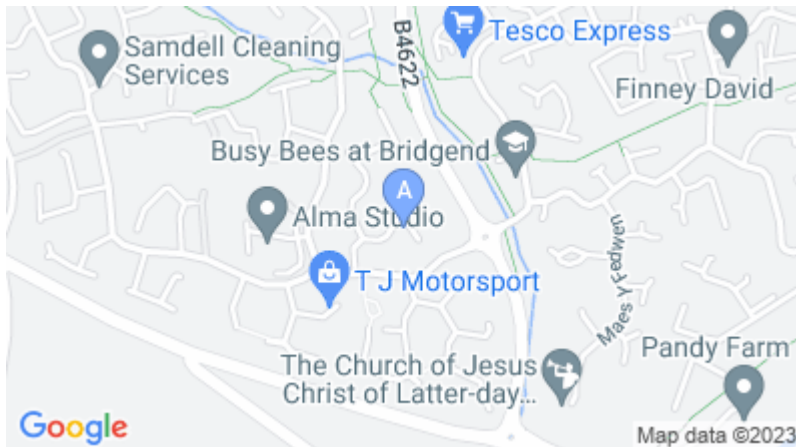 Samdell Cleaning
Services
B4622
Tesco Express
Finney David
Busy Bees at Bridgend
A
Alma Studio
T J Motorsport
Maes Y Fedwen
The Church of Jesus
Christ of Latter-day...
Pandy Farm
Google
Map data ©2023